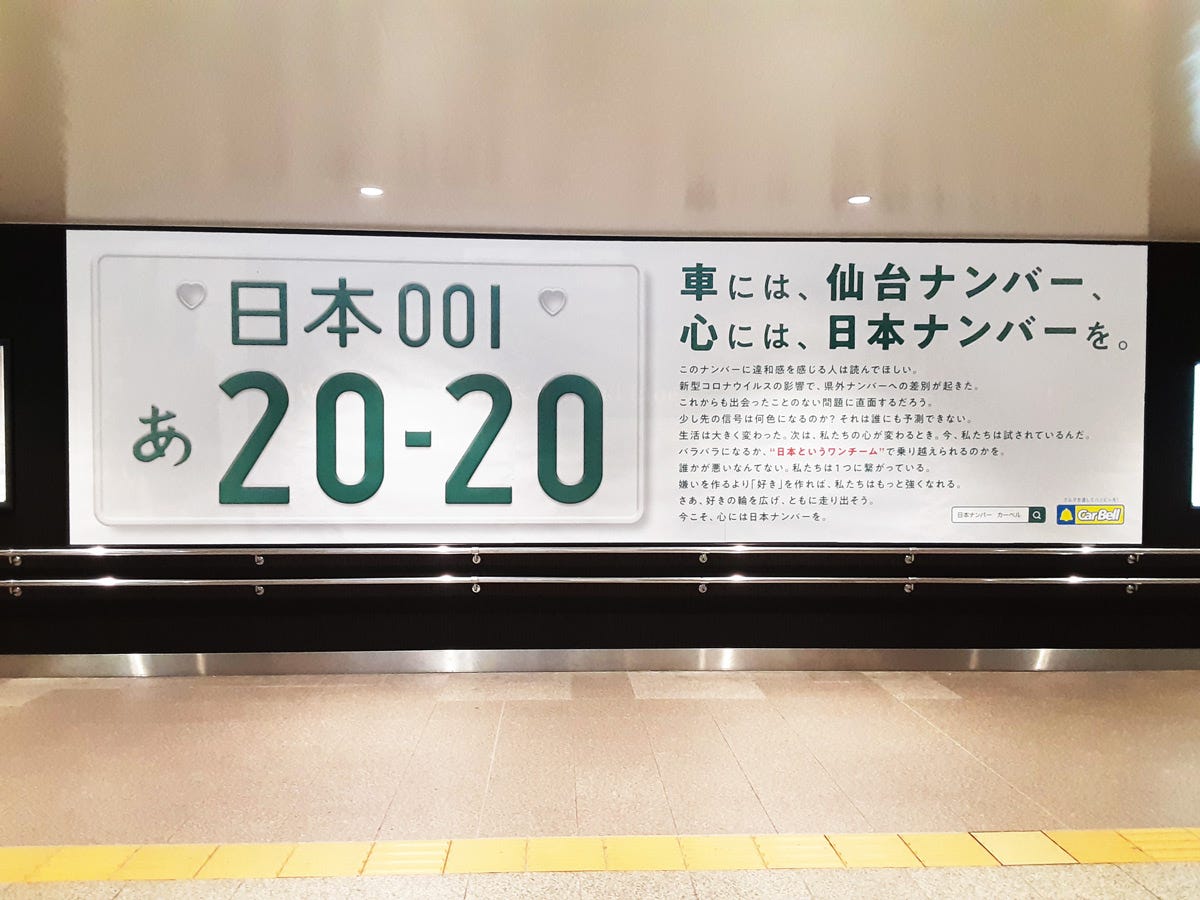 日本 001
あ 20-20
車には、仙台ナンバー、
心には、日本ナンバーを。
このナンバーに違和感を感じる人は読んでほしい。
新型コロナウイルスの影響で、県外ナンバーへの差別が起きた。
これからも出会ったことのない問題に直面するだろう。
少し先の信号は何色になるのか？それは誰にも予測できない。
生活は大きく変わった。次は、私たちの心が変わるとき。今、私たちは試されているんだ。
バラバラになるか、“日本というワンチーム”で乗り越えられるのかを。
誰かが悪いなんてない。私たちは1つに繋がっている。
嫌いを作るより「好き」を作れば、私たちはもっと強くなれる。
さあ、好きの輪を広げ、ともに走り出そう。
今こそ、心には日本ナンバーを。
日本ナンバー カーベル
CarBell